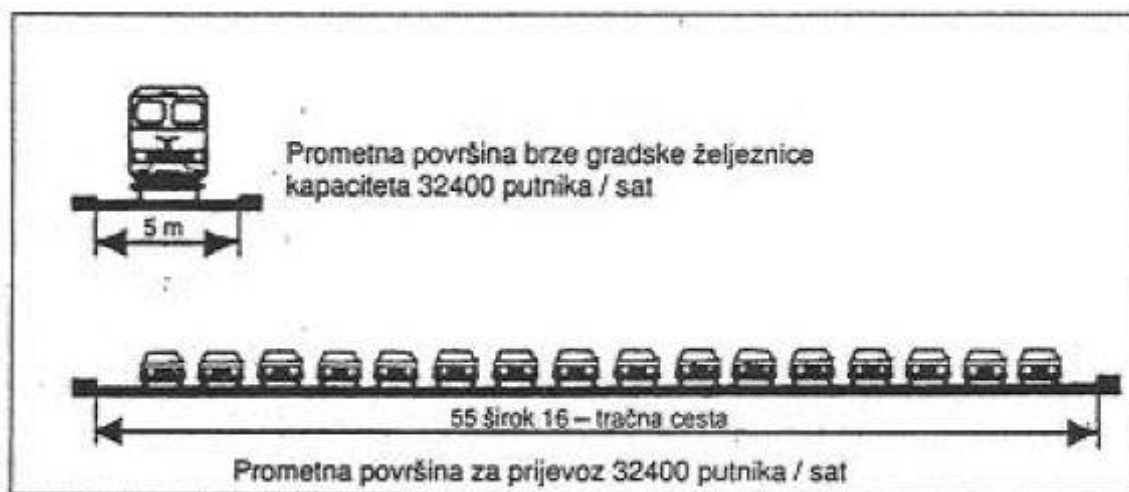 Prometna površina brze gradske željeznice
kapaciteta 32400 putnika / sat
5 m
55 širok 16 – tračna cesta
Prometna površina za prijevoz 32400 putnika / sat